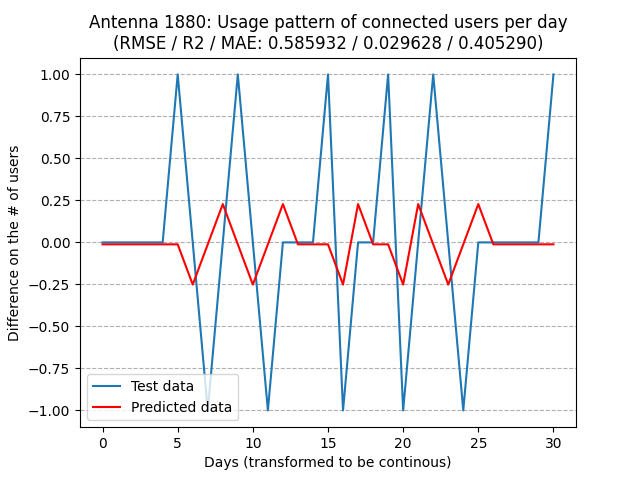 Antenna 1880: Usage pattern of connected users per day
(RMSE / R2 / MAE: 0.585932 / 0.029628 / 0.405290)
1.00
0.75
0.50
0.25
0.00
−0.25
−0.50
−0.75
−1.00
Difference on the # of users
Test data
Predicted data
0 5 10 15 20 25 30
Days (transformed to be continous)